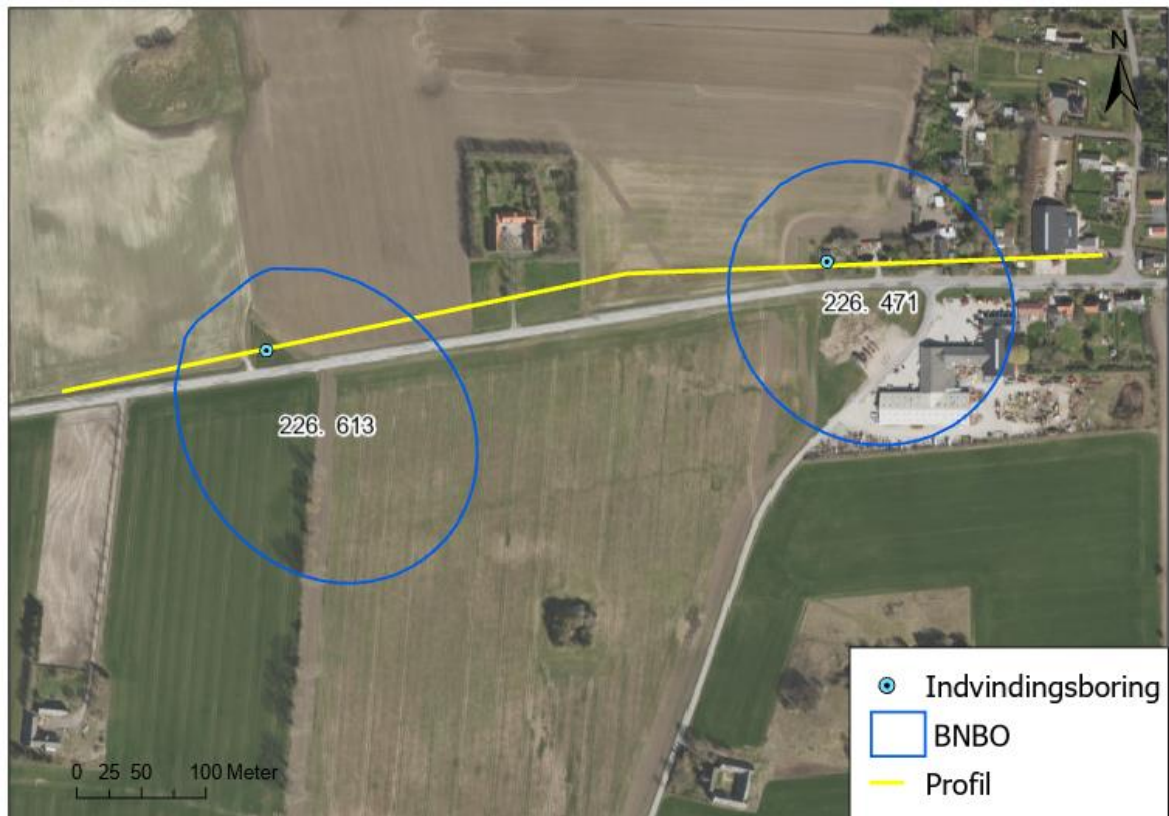 N
226. 471
226. 613
Indvindingsboring
BNBO
Profil
0 25 50 100 Meter